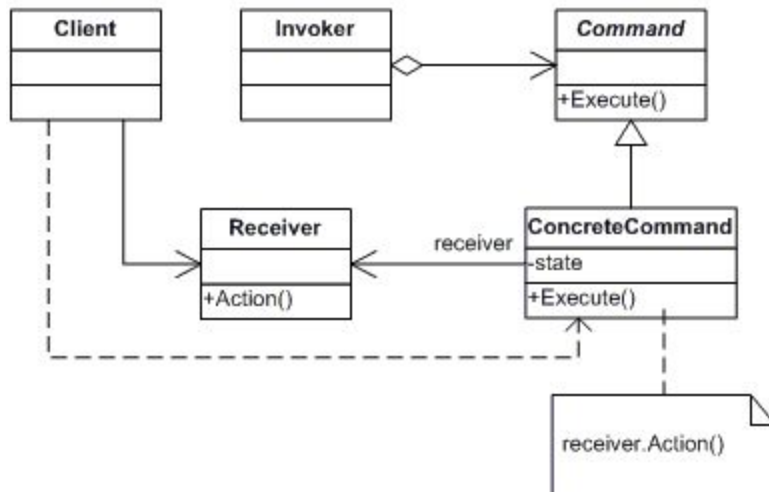 Client
Invoker
Command
+Execute()
Receiver
+Action()
receiver
ConcreteCommand
-state
+Execute()
receiver.Action()